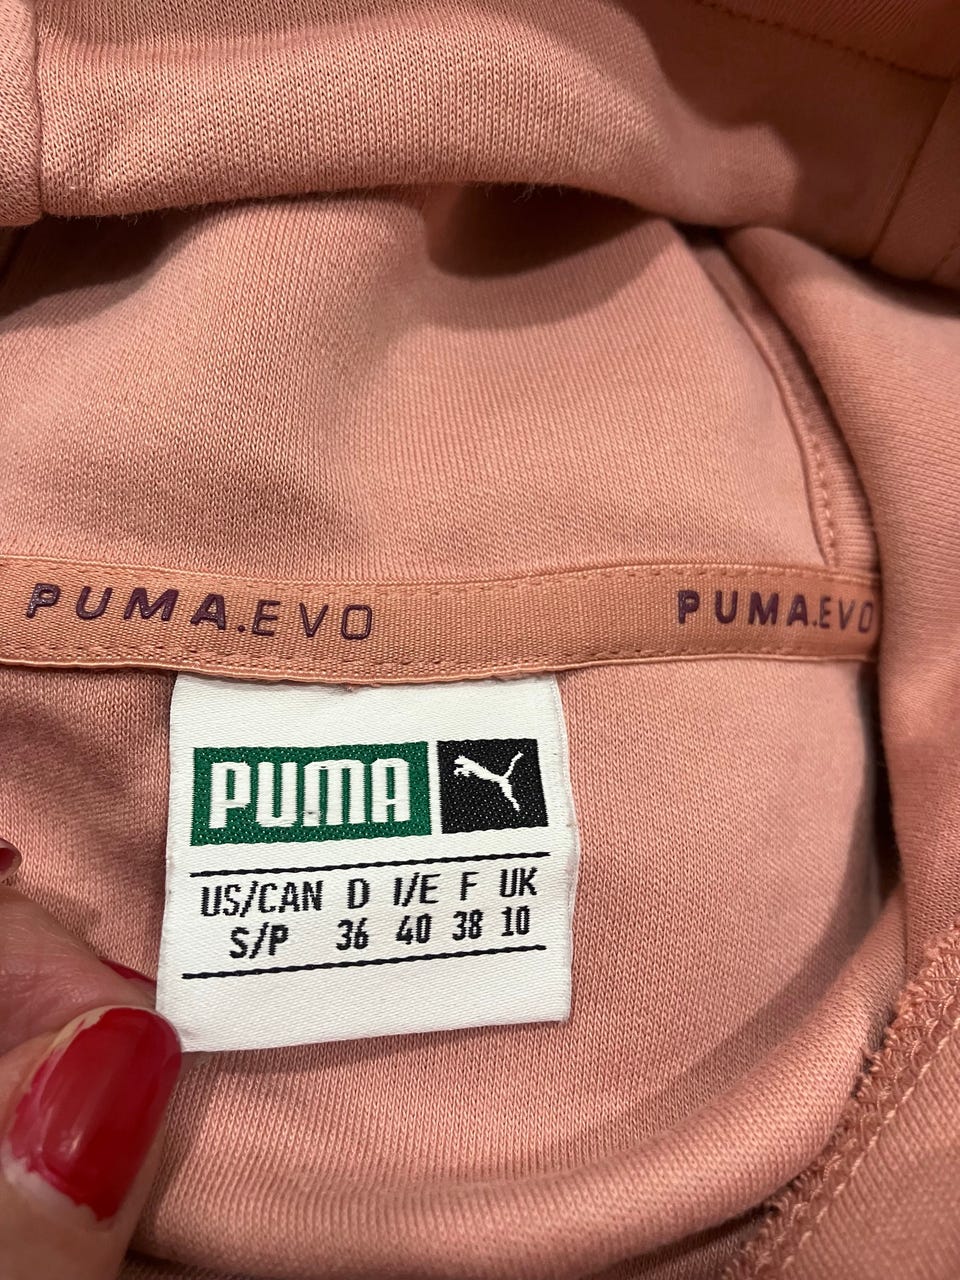 PUMA.EVO PUMA.EVO
PUMA
US/CAN D I/E F UK
S/P 36 40 38 10